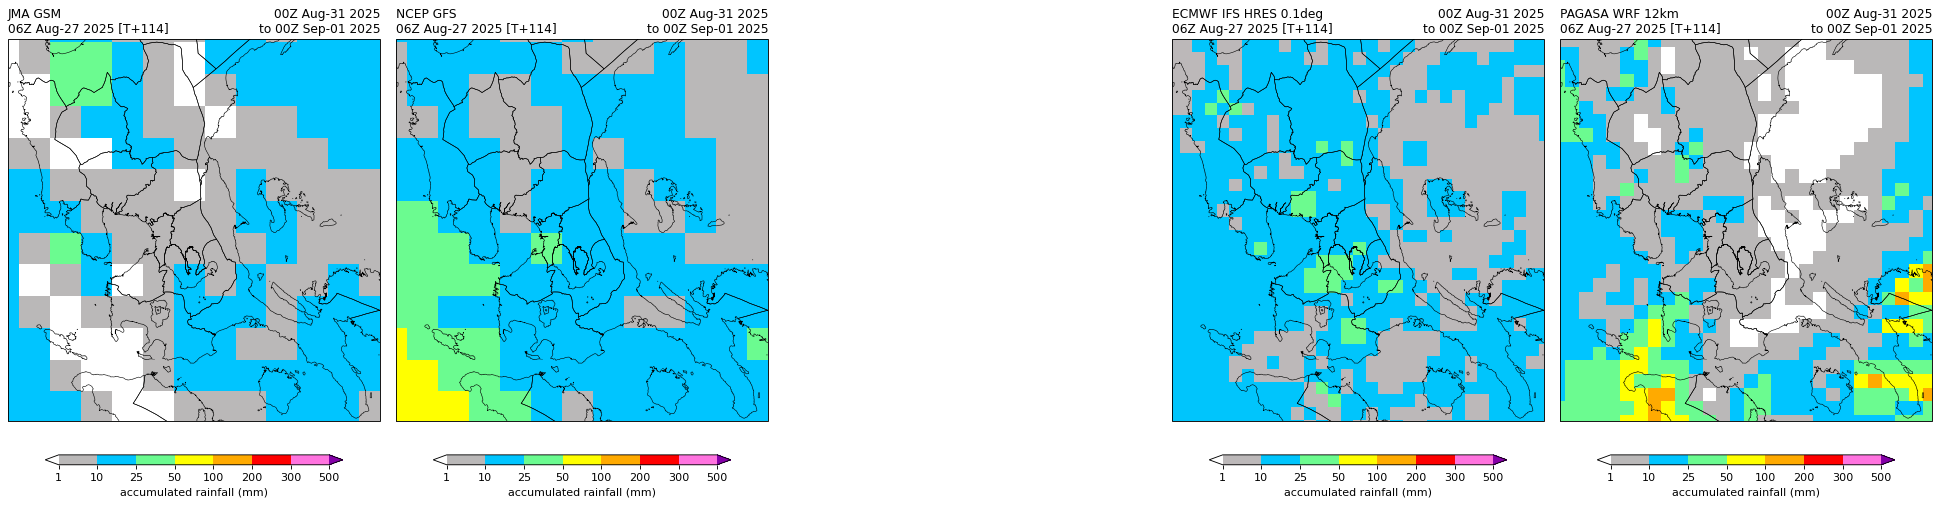 JMA GSM 00Z Aug-31 2025
06Z Aug-27 2025 [T+114] to 00Z Sep-01 2025
1 10 25 50 100 200 300 500
accumulated rainfall (mm)
NCEP GFS 00Z Aug-31 2025
06Z Aug-27 2025 [T+114] to 00Z Sep-01 2025
1 10 25 50 100 200 300 500
accumulated rainfall (mm)
ECMWF IFS HRES 0.1deg 00Z Aug-31 2025
06Z Aug-27 2025 [T+114] to 00Z Sep-01 2025
1 10 25 50 100 200 300 500
accumulated rainfall (mm)
PAGASA WRF 12km 00Z Aug-31 2025
06Z Aug-27 2025 [T+114] to 00Z Sep-01 2025
1 10 25 50 100 200 300 500
accumulated rainfall (mm)